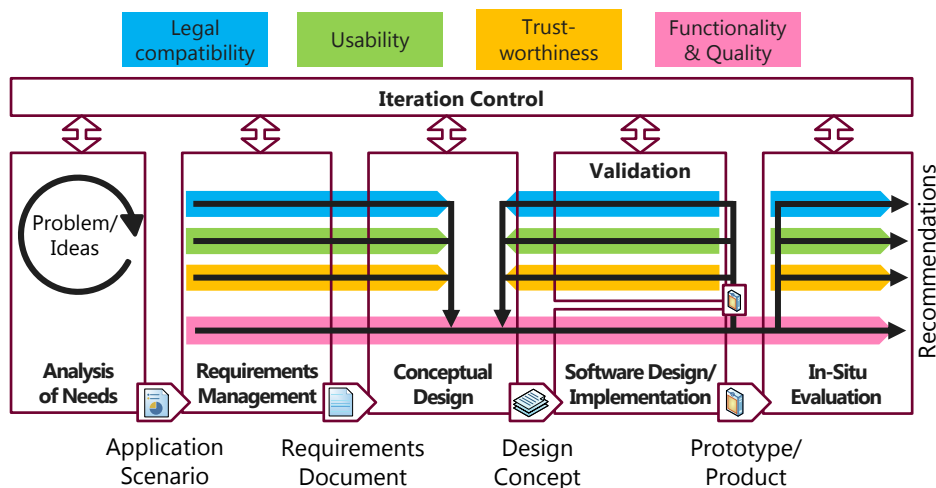 Legal
compatibility
Usability
Trust-
worthiness
Functionality
& Quality
Iteration Control
Problem/
Ideas
Validation
Recommendations
Analysis
of Needs
Requirements
Management
Conceptual
Design
Software Design/
Implementation
In-Situ
Evaluation
Application
Scenario
Requirements
Document
Design
Concept
Prototype/
Product